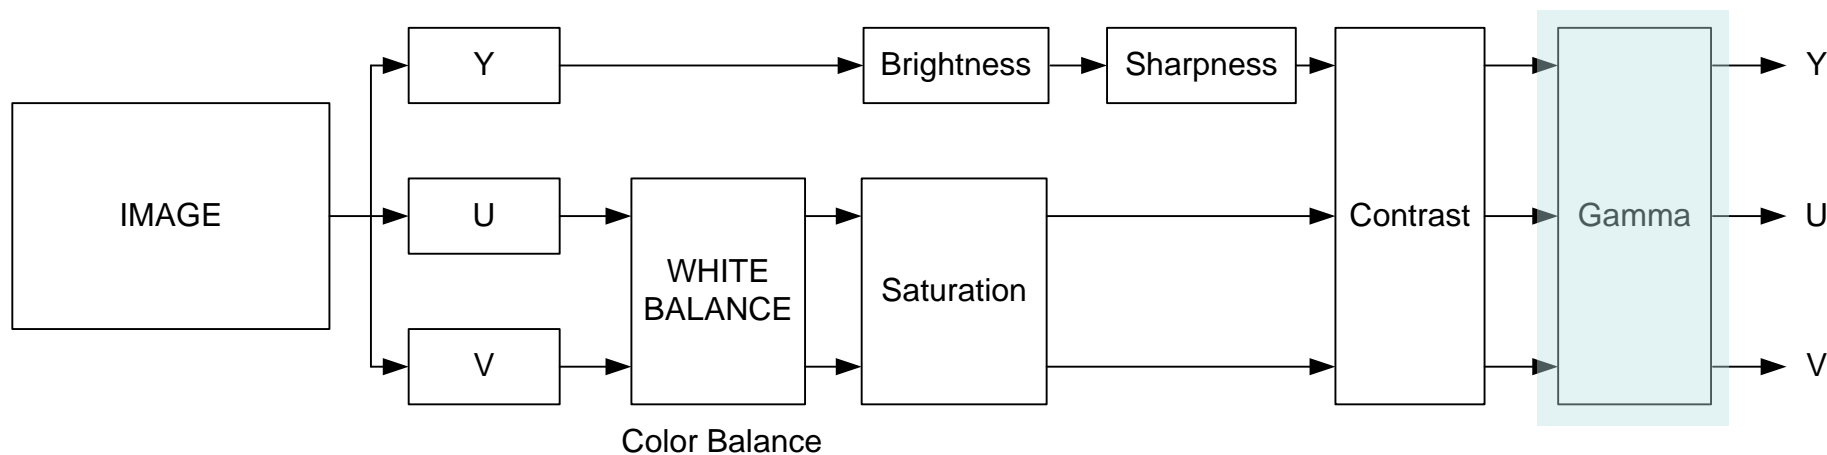 Y
Brightness
Sharpness
Y
IMAGE
U
WHITE
BALANCE
Saturation
Contrast
Gamma
U
V
V
Color Balance